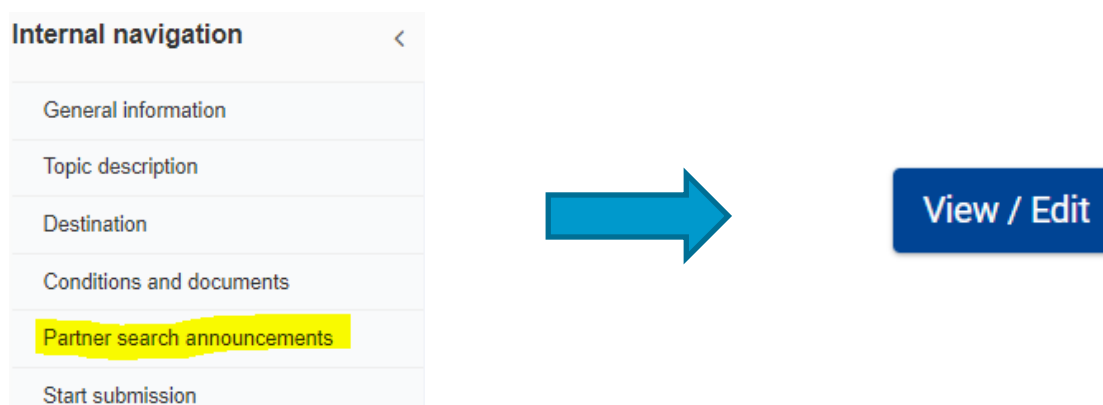 Internal navigation
General information
Topic description
Destination
Conditions and documents
Partner search announcements
Start submission
View / Edit